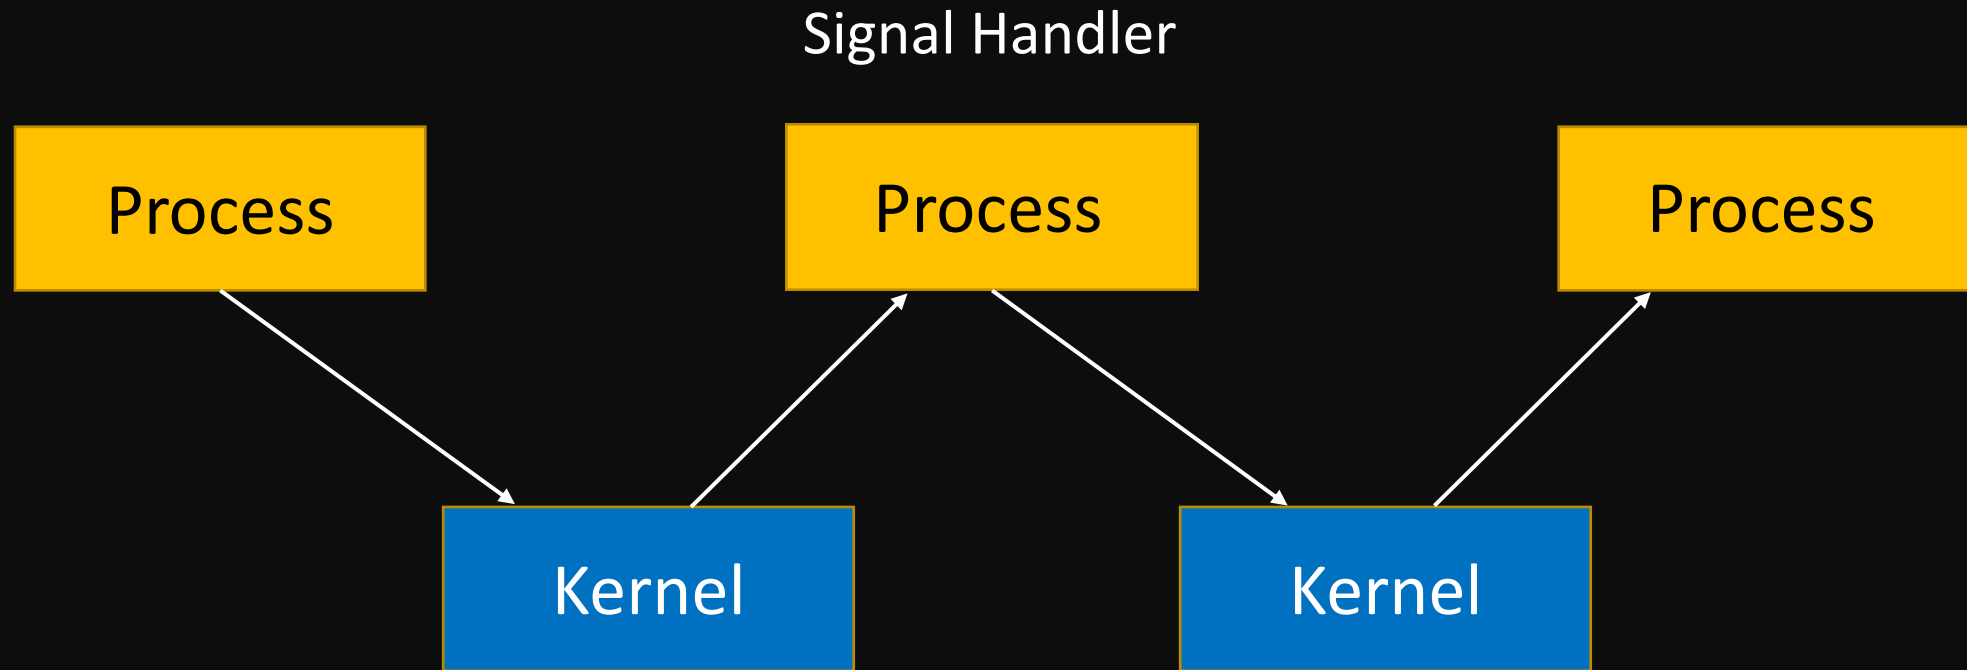 Signal Handler
Process
Process
Process
Kernel
Kernel